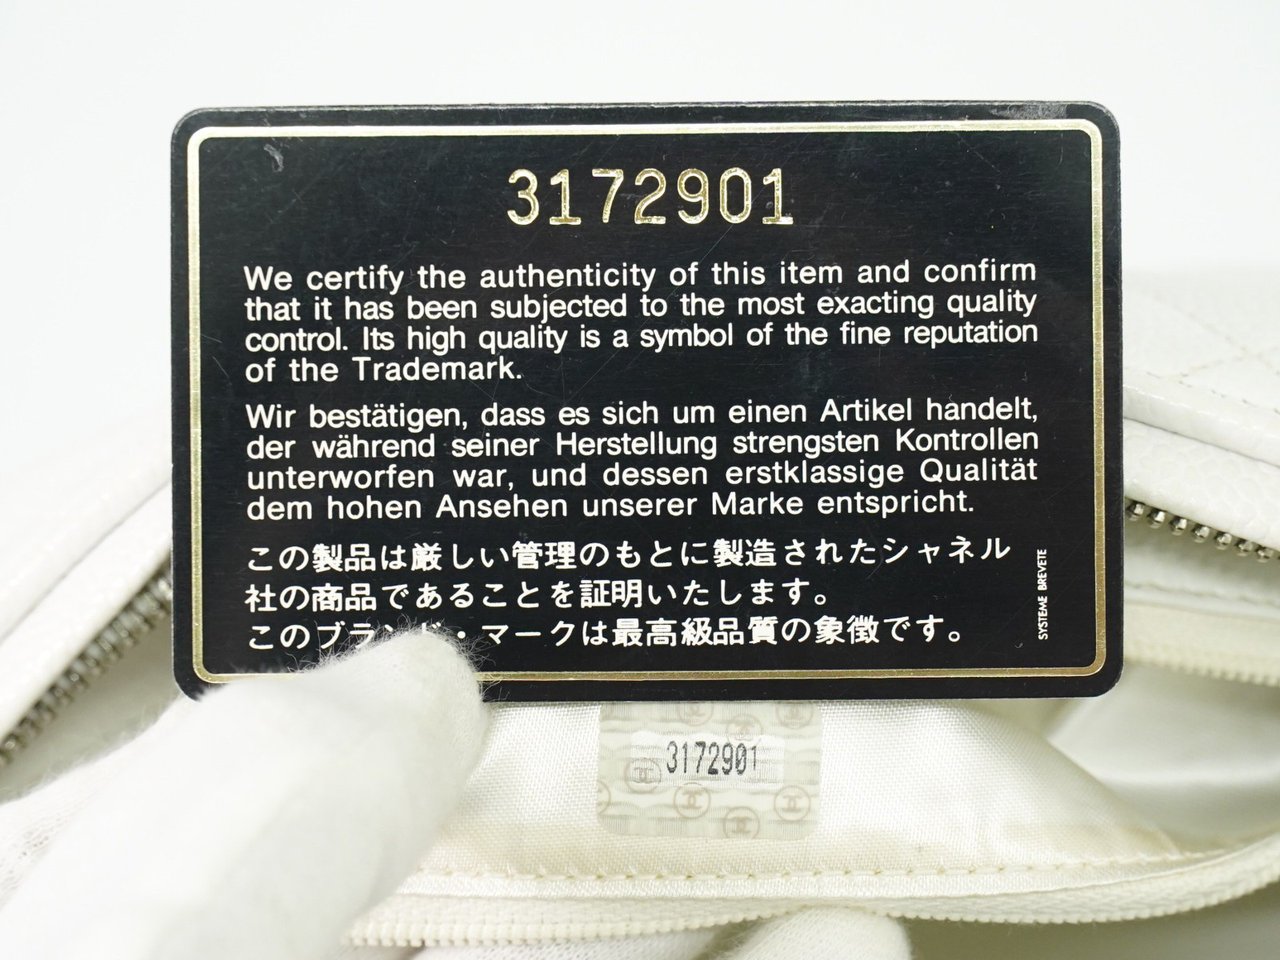 3172901
We certify the authenticity of this item and confirm
that it has been subjected to the most exacting quality
control. Its high quality is a symbol of the fine reputation
of the Trademark.
Wir bestätigen, dass es sich um einen Artikel handelt,
der während seiner Herstellung strengsten Kontrollen
unterworfen war, und dessen erstklassige Qualität
dem hohen Ansehen unserer Marke entspricht.
この製品は厳しい管理のもとに製造されたシャネル
社の商品であることを証明いたします。
このブランド・マークは最高級品質の象徴です。
SYSTEME BREVETE
3172901